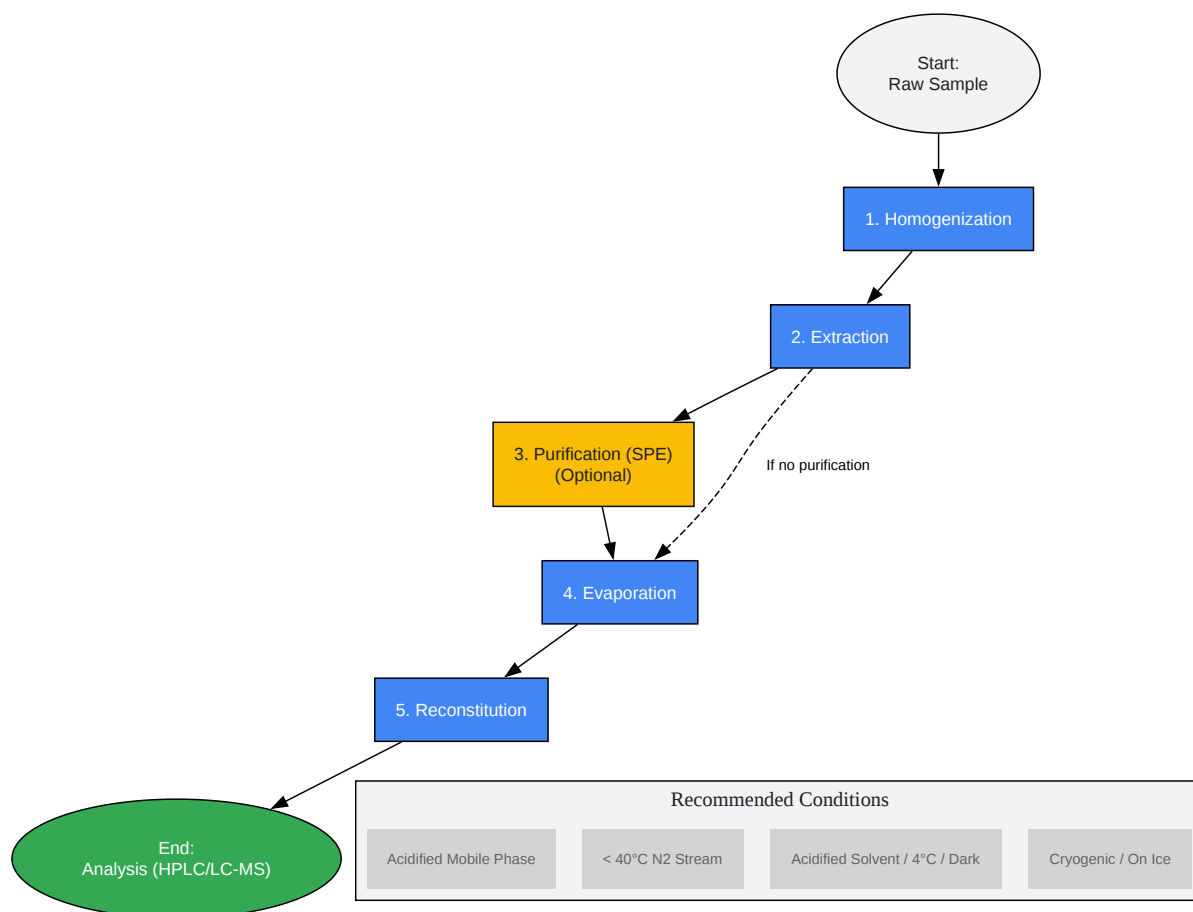 Start:
Raw Sample
1. Homogenization
2. Extraction
3. Purification (SPE)
(Optional)
If no purification
4. Evaporation
5. Reconstitution
End:
Analysis (HPLC/LC-MS)
Recommended Conditions
Acidified Mobile Phase
< 40°C N2 Stream
Acidified Solvent / 4°C / Dark
Cryogenic / On Ice